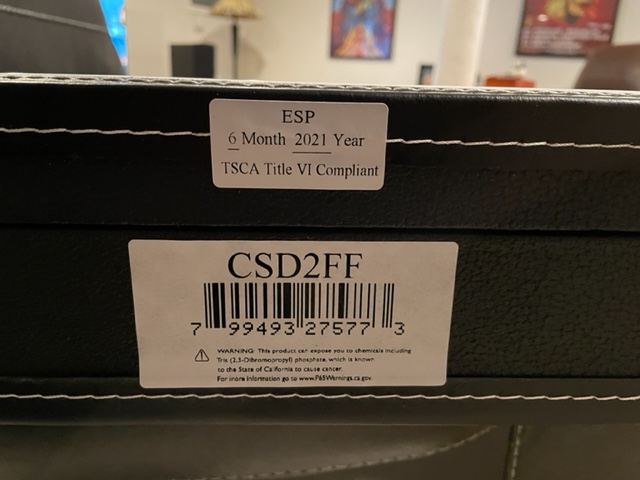 ESP
6 Month 2021 Year
TSCA Title VI Compliant
CSD2FF
7 99493 27577 3
WARNING: This product can expose you to chemicals including
Tris (2,3-Dibromopropyl) phosphate, which is known
to the State of California to cause cancer.
For more information go to www.P65Warnings.ca.gov